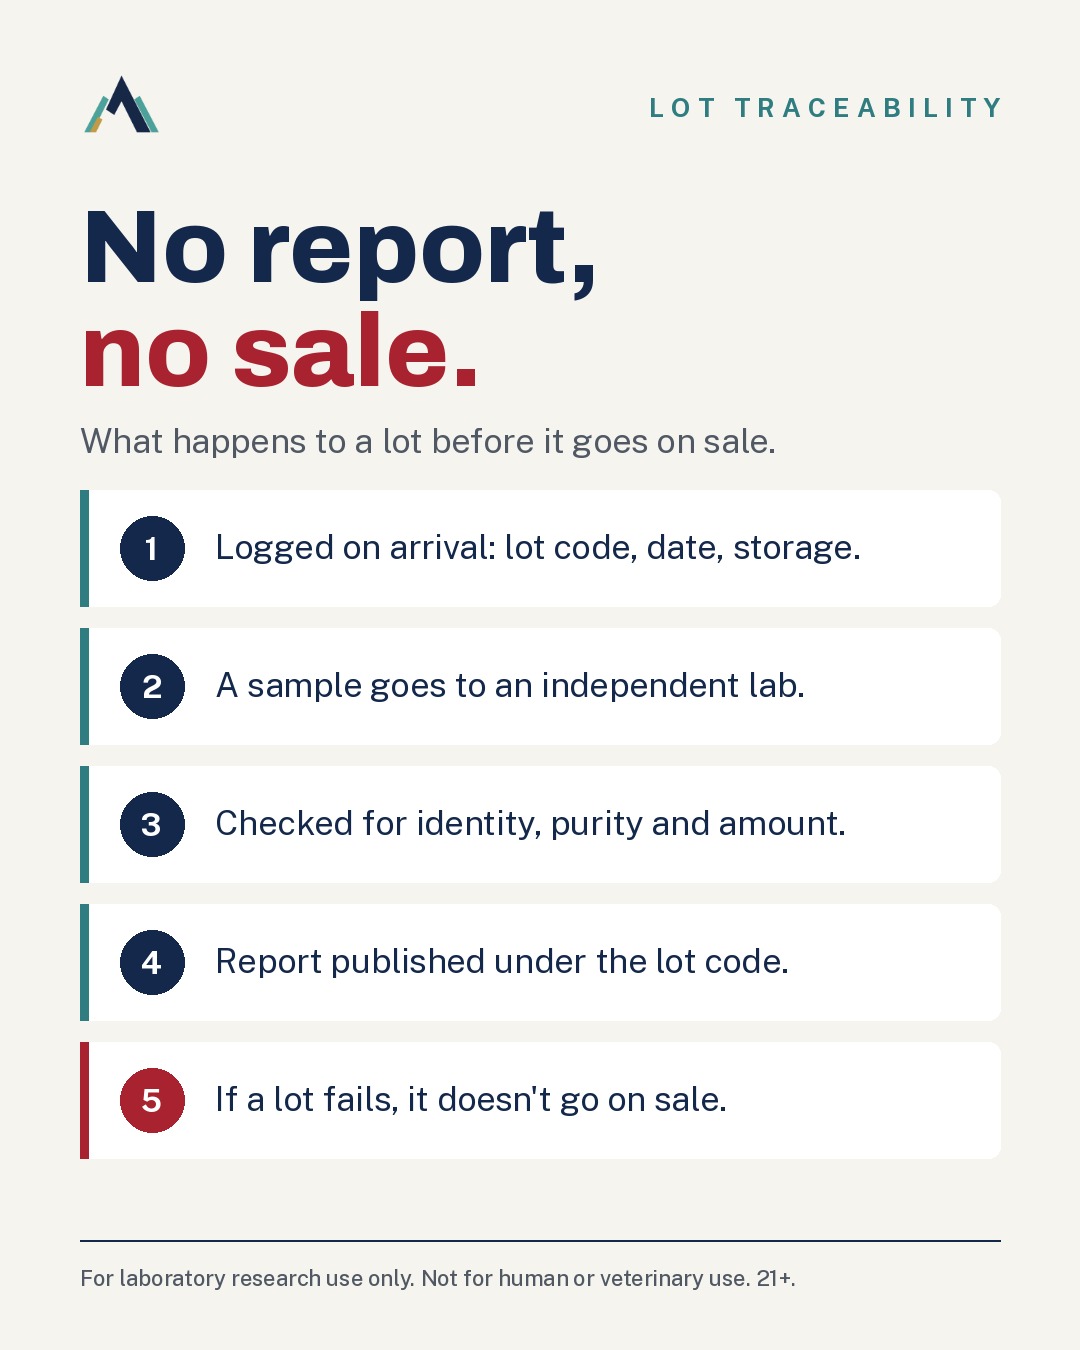 LOT TRACEABILITY
No report,
no sale.
What happens to a lot before it goes on sale.
1 Logged on arrival: lot code, date, storage.
2 A sample goes to an independent lab.
3 Checked for identity, purity and amount.
4 Report published under the lot code.
5 If a lot fails, it doesn't go on sale.
For laboratory research use only. Not for human or veterinary use. 21+.